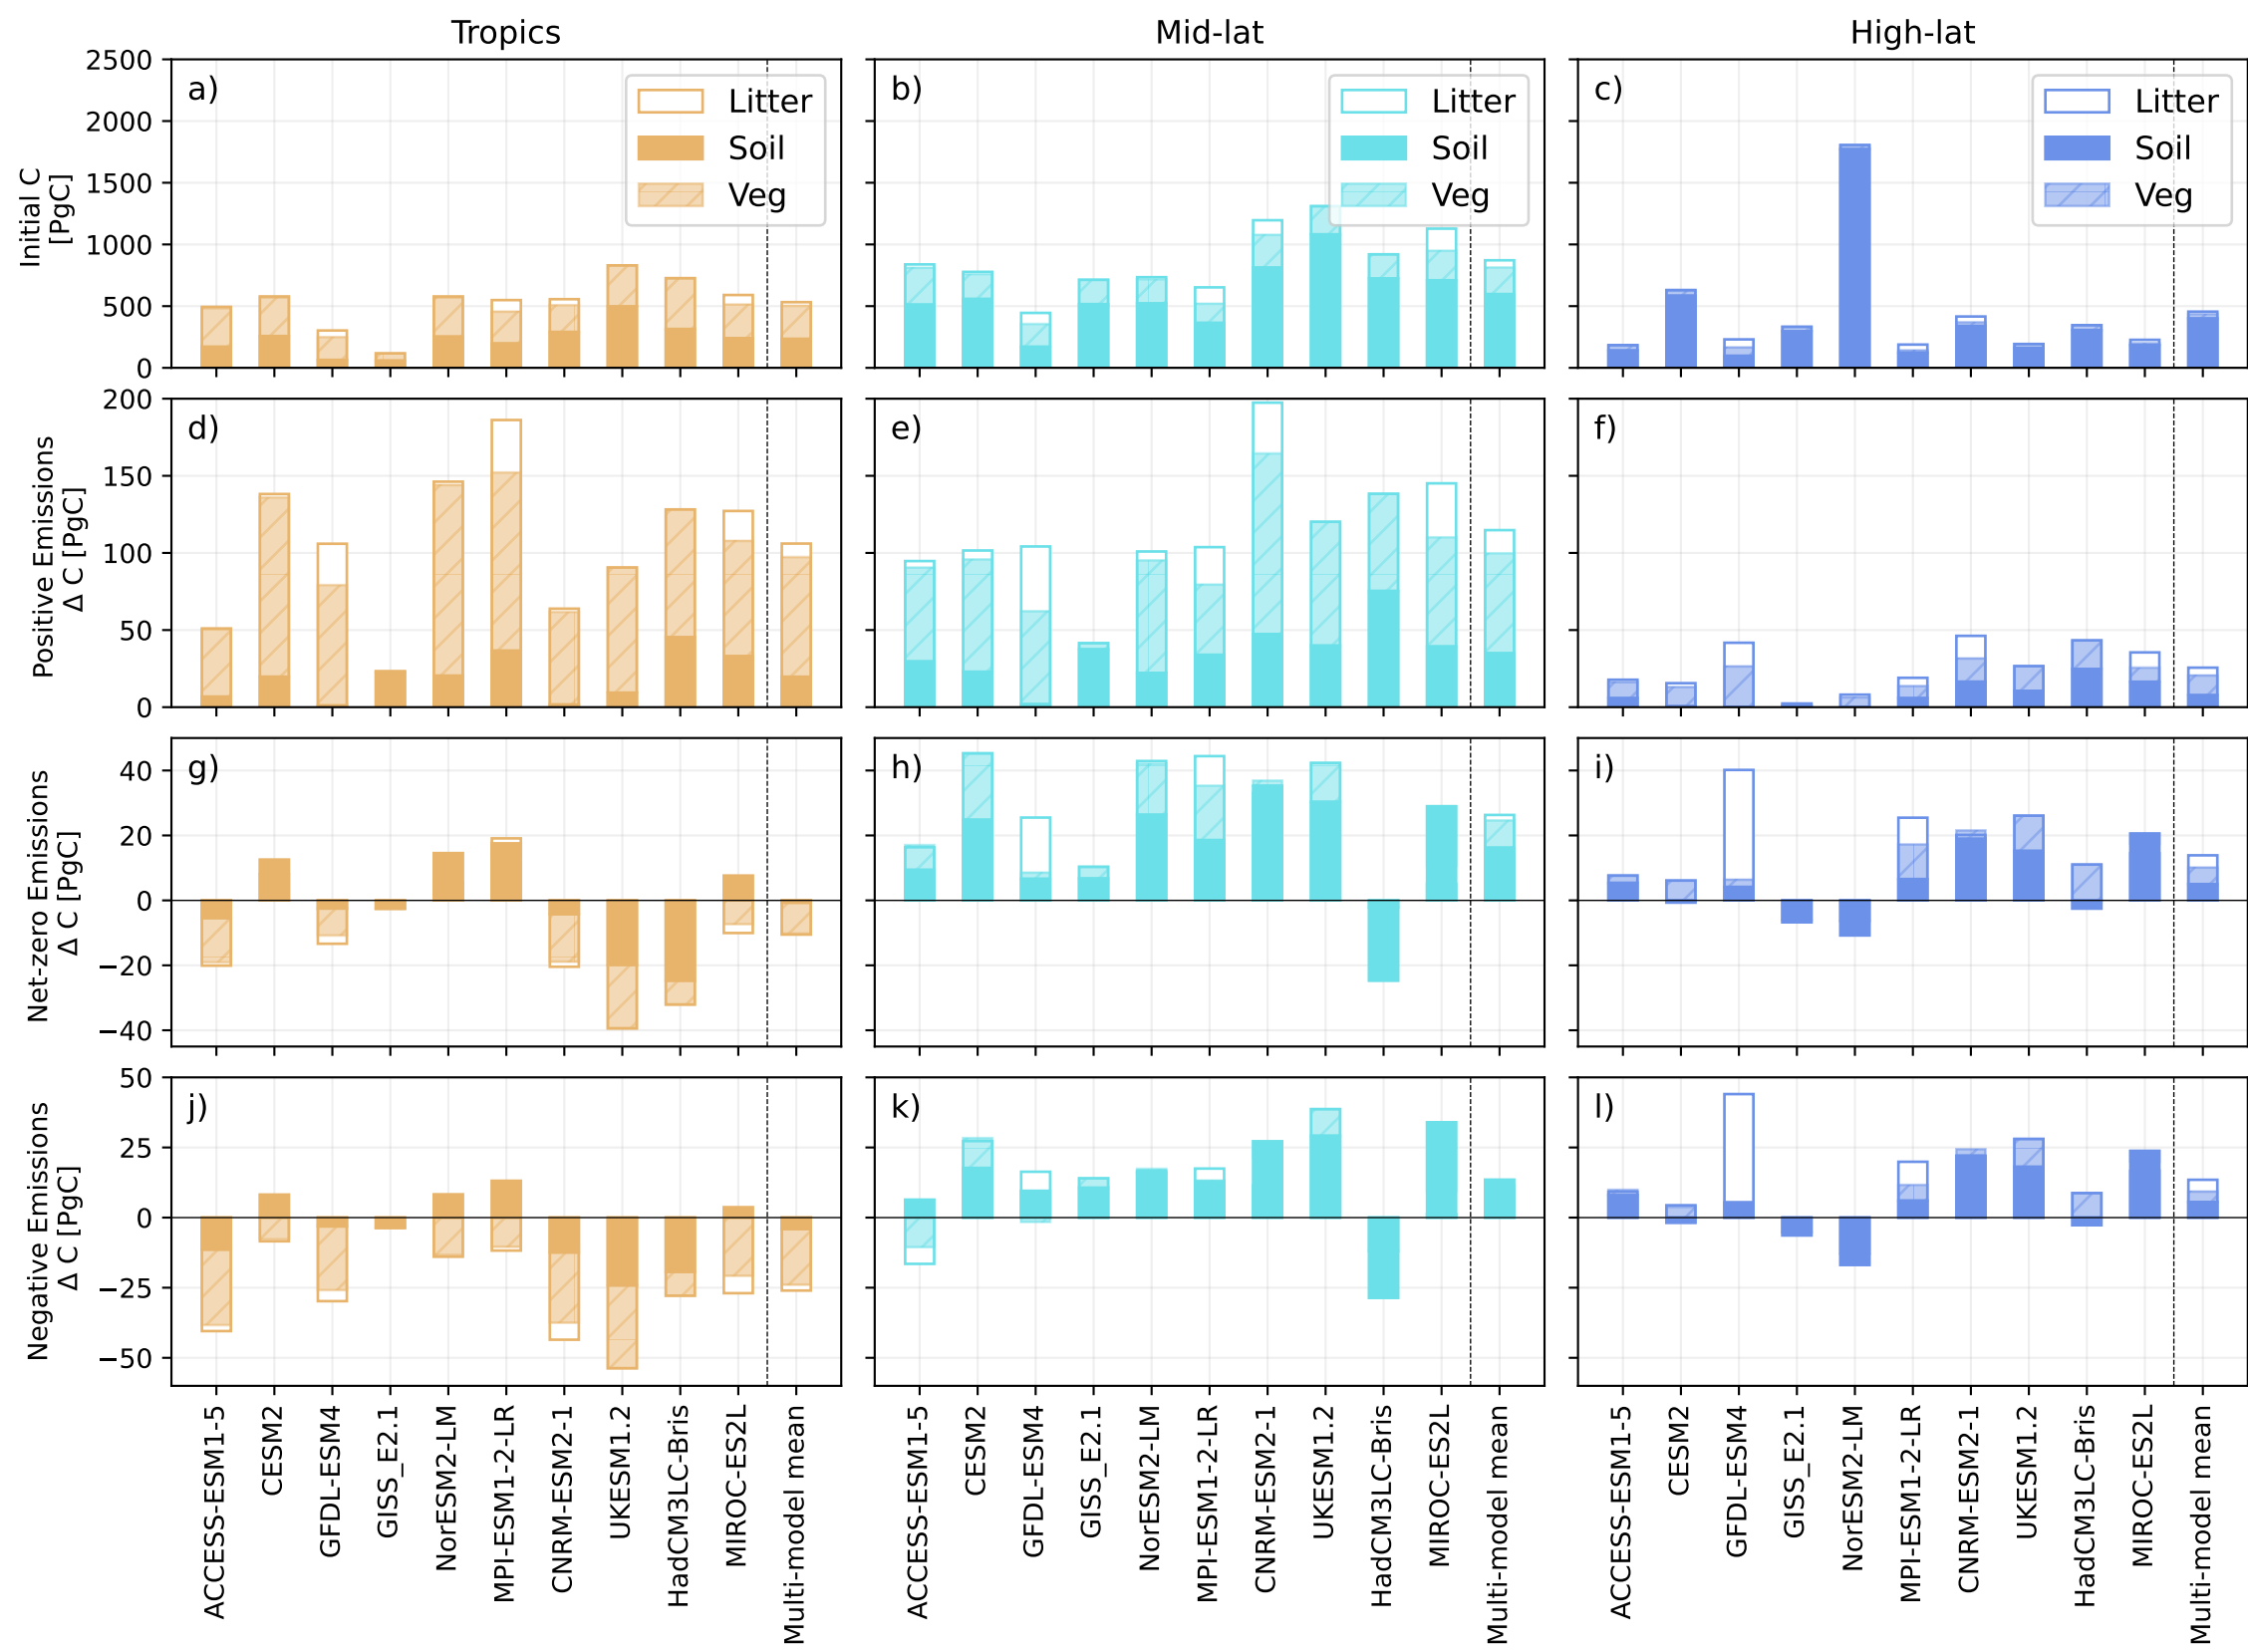 Tropics
Mid-lat
High-lat
Initial C
[PgC]
2500
2000
1500
1000
500
0
a)
Litter
Soil
Veg
b)
Litter
Soil
Veg
c)
Litter
Soil
Veg
Positive Emissions
Δ C [PgC]
200
150
100
50
0
d)
e)
f)
Net-zero Emissions
Δ C [PgC]
40
20
0
−20
−40
g)
h)
i)
Negative Emissions
Δ C [PgC]
50
25
0
−25
−50
j)
k)
l)
ACCESS-ESM1-5
CESM2
GFDL-ESM4
GISS_E2.1
NorESM2-LM
MPI-ESM1-2-LR
CNRM-ESM2-1
UKESM1.2
HadCM3LC-Bris
MIROC-ES2L
Multi-model mean
ACCESS-ESM1-5
CESM2
GFDL-ESM4
GISS_E2.1
NorESM2-LM
MPI-ESM1-2-LR
CNRM-ESM2-1
UKESM1.2
HadCM3LC-Bris
MIROC-ES2L
Multi-model mean
ACCESS-ESM1-5
CESM2
GFDL-ESM4
GISS_E2.1
NorESM2-LM
MPI-ESM1-2-LR
CNRM-ESM2-1
UKESM1.2
HadCM3LC-Bris
MIROC-ES2L
Multi-model mean